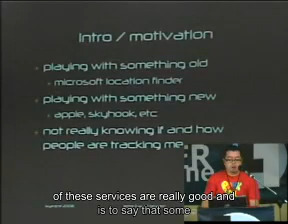 Intro / motivation
playing with something old
microsoft location finder
playing with something new
apple, skyhook, etc
not really knowing if and how
people are tracking me
of these services are really good and
is to say that some